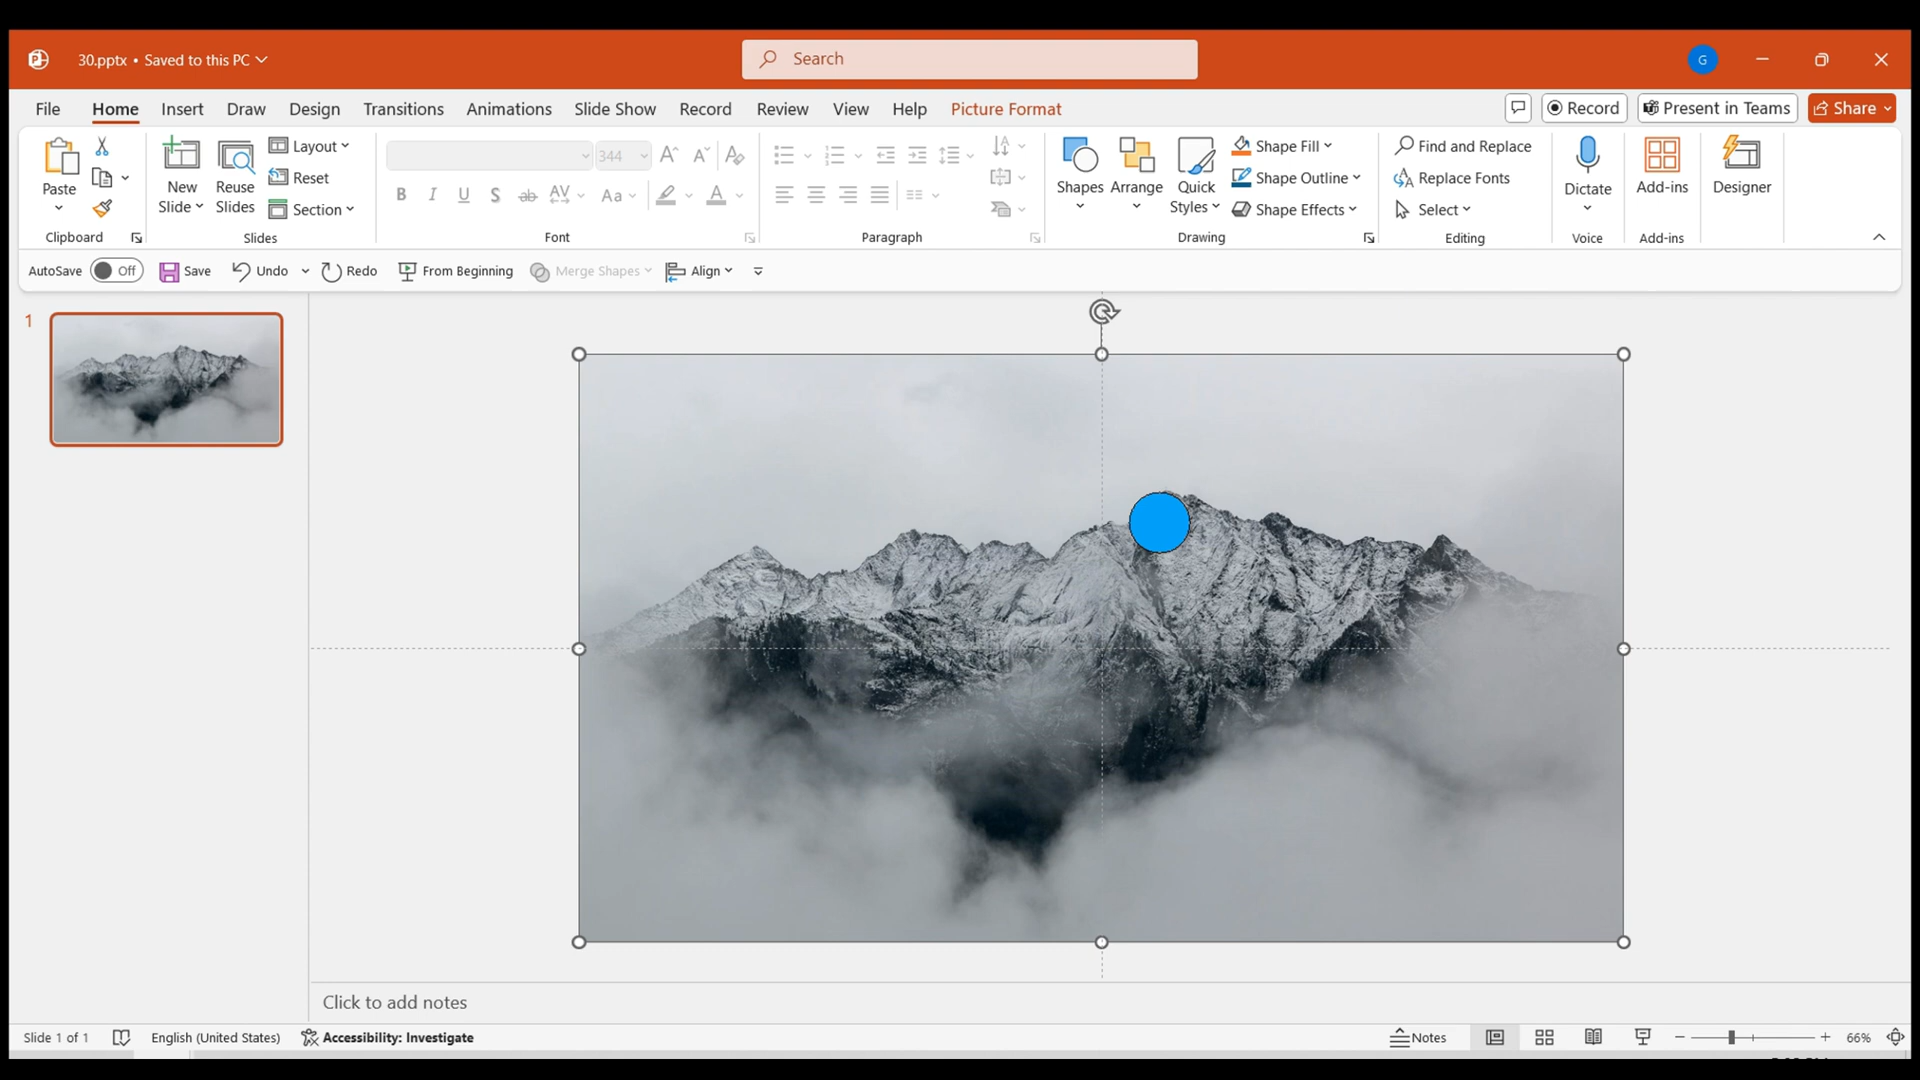 30.pptx • Saved to this PC
Search
G
File Home Insert Draw Design Transitions Animations Slide Show Record Review View Help Picture Format
Record Present in Teams Share
Paste
New Slide
Reuse Slides
Layout
Reset
Section
344
B I U S ab AV Aa A
Shapes
Arrange
Quick Styles
Shape Fill
Shape Outline
Shape Effects
Find and Replace
Replace Fonts
Select
Dictate
Add-ins
Designer
Clipboard Slides Font Paragraph Drawing Editing Voice Add-ins
AutoSave Off Save Undo Redo From Beginning Merge Shapes Align
1
Click to add notes
Slide 1 of 1 English (United States) Accessibility: Investigate Notes 66%